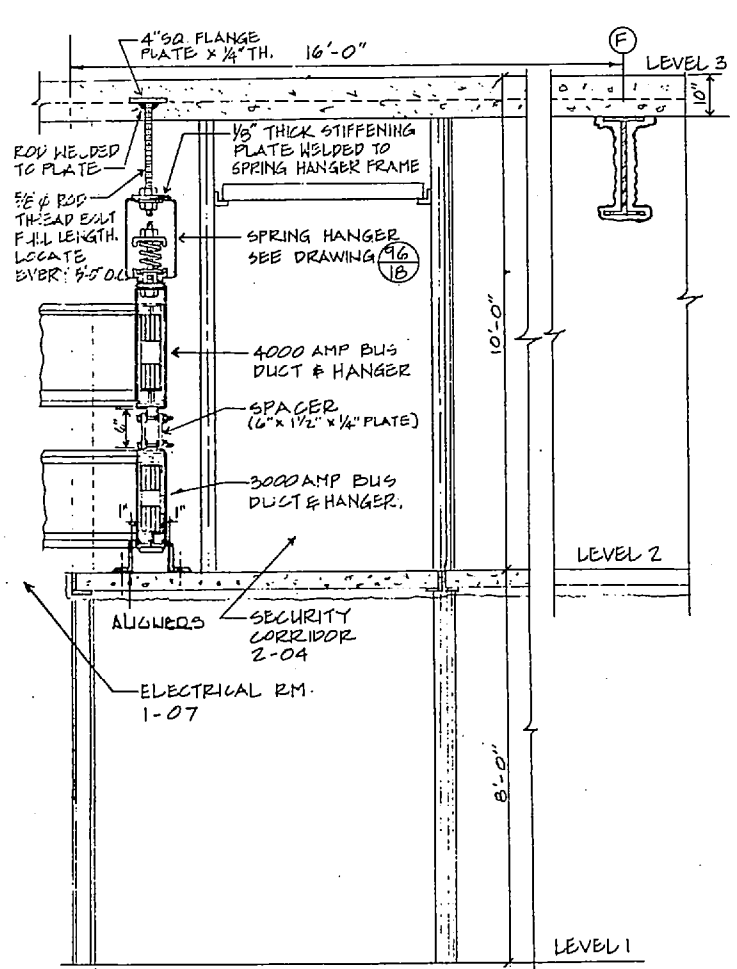 4"SQ. FLANGE
PLATE x 1/4" TH.
16'-0"
F
LEVEL 3
10"
ROD WELDED
TO PLATE
1/8" THICK STIFFENING
PLATE WELDED TO
SPRING HANGER FRAME
5/8 φ ROD
THREAD BOLT
FULL LENGTH.
LOCATE
EVERY 5'-0" O.C.
SPRING HANGER
SEE DRAWING
96
18
10'-0"
4000 AMP BUS
DUCT & HANGER
SPACER
(6" x 1 1/2" x 1/4" PLATE)
6"
3000 AMP BUS
DUCT & HANGER.
1"
1"
LEVEL 2
ALIGNERS
SECURITY
CORRIDOR
2-04
ELECTRICAL RM.
1-07
8'-0"
LEVEL 1